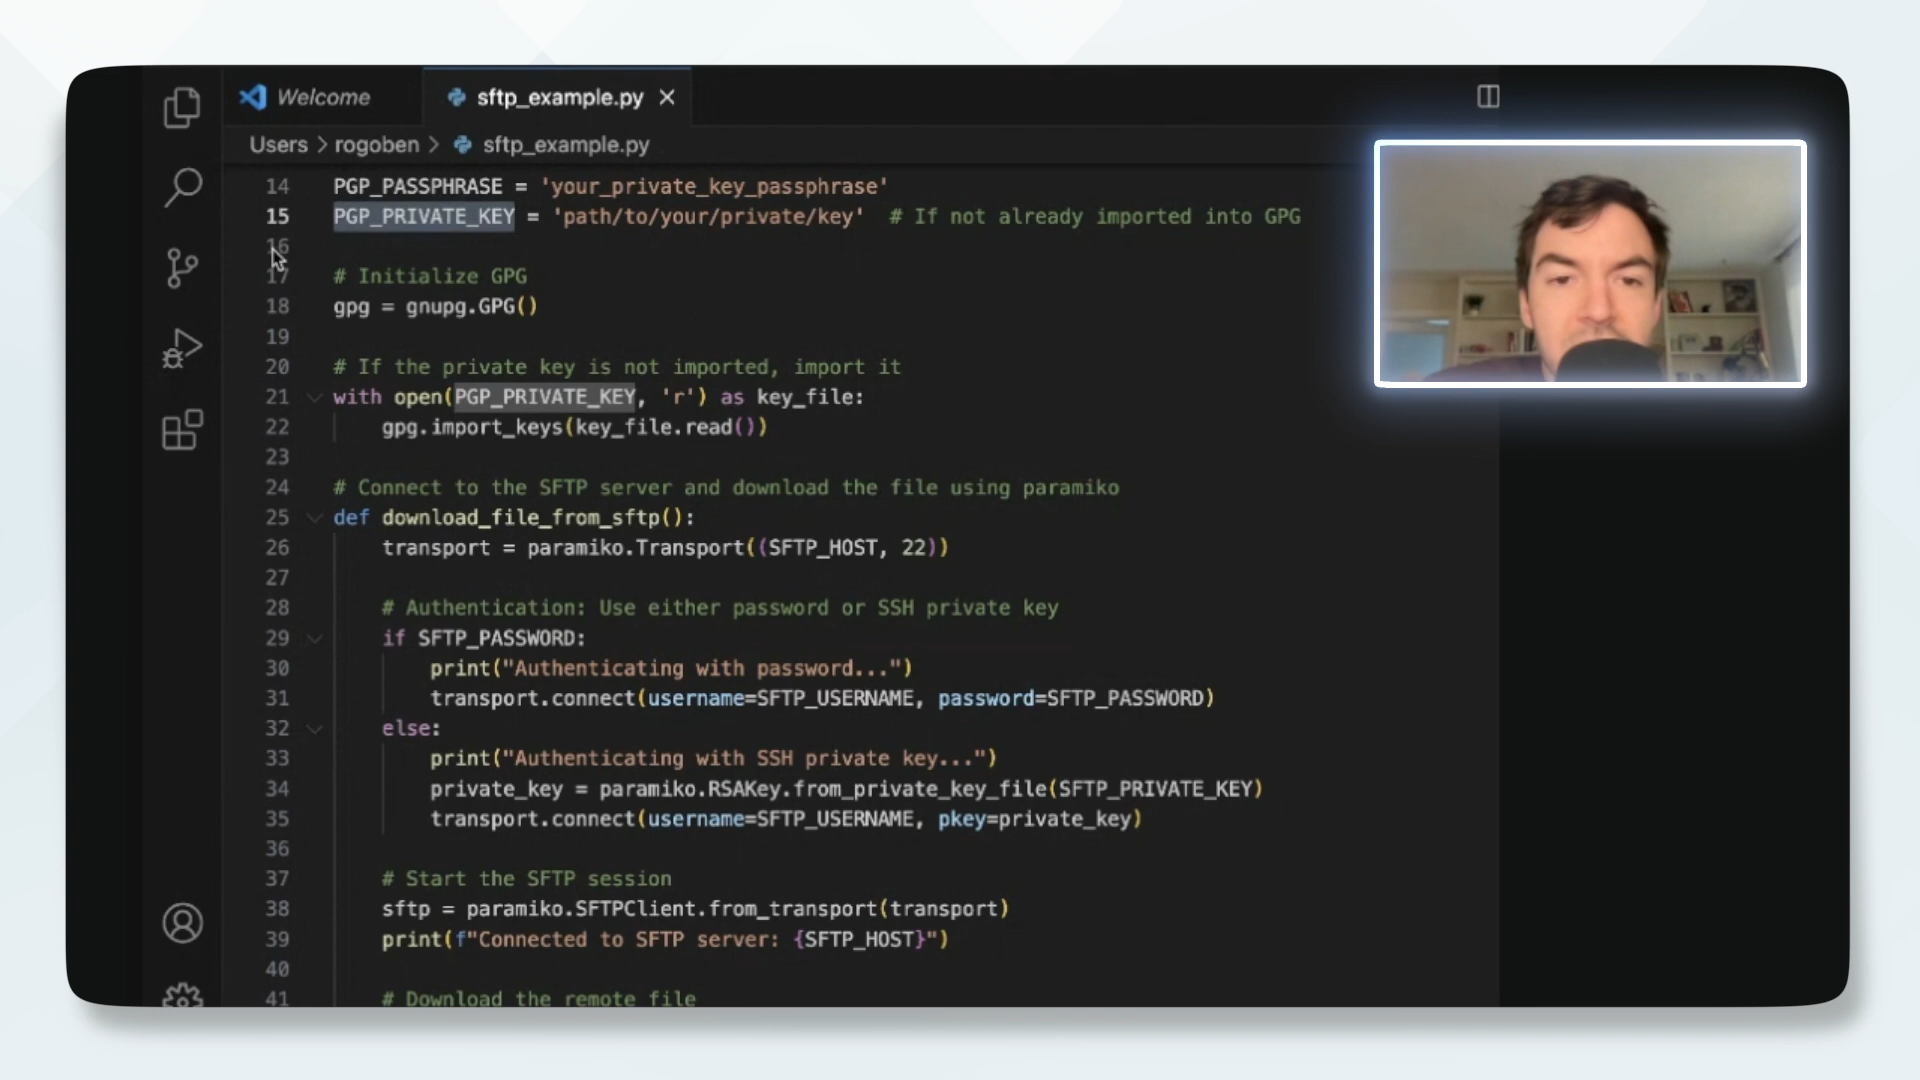 Welcome
sftp_example.py
Users > rogoben > sftp_example.py
14 PGP_PASSPHRASE = 'your_private_key_passphrase'
15 PGP_PRIVATE_KEY = 'path/to/your/private/key'  # If not already imported into GPG
16
17 # Initialize GPG
18 gpg = gnupg.GPG()
19
20 # If the private key is not imported, import it
21 with open(PGP_PRIVATE_KEY, 'r') as key_file:
22     gpg.import_keys(key_file.read())
23
24 # Connect to the SFTP server and download the file using paramiko
25 def download_file_from_sftp():
26     transport = paramiko.Transport((SFTP_HOST, 22))
27
28     # Authentication: Use either password or SSH private key
29     if SFTP_PASSWORD:
30         print("Authenticating with password...")
31         transport.connect(username=SFTP_USERNAME, password=SFTP_PASSWORD)
32     else:
33         print("Authenticating with SSH private key...")
34         private_key = paramiko.RSAKey.from_private_key_file(SFTP_PRIVATE_KEY)
35         transport.connect(username=SFTP_USERNAME, pkey=private_key)
36
37     # Start the SFTP session
38     sftp = paramiko.SFTPClient.from_transport(transport)
39     print(f"Connected to SFTP server: {SFTP_HOST}")
40
41     # Download the remote file